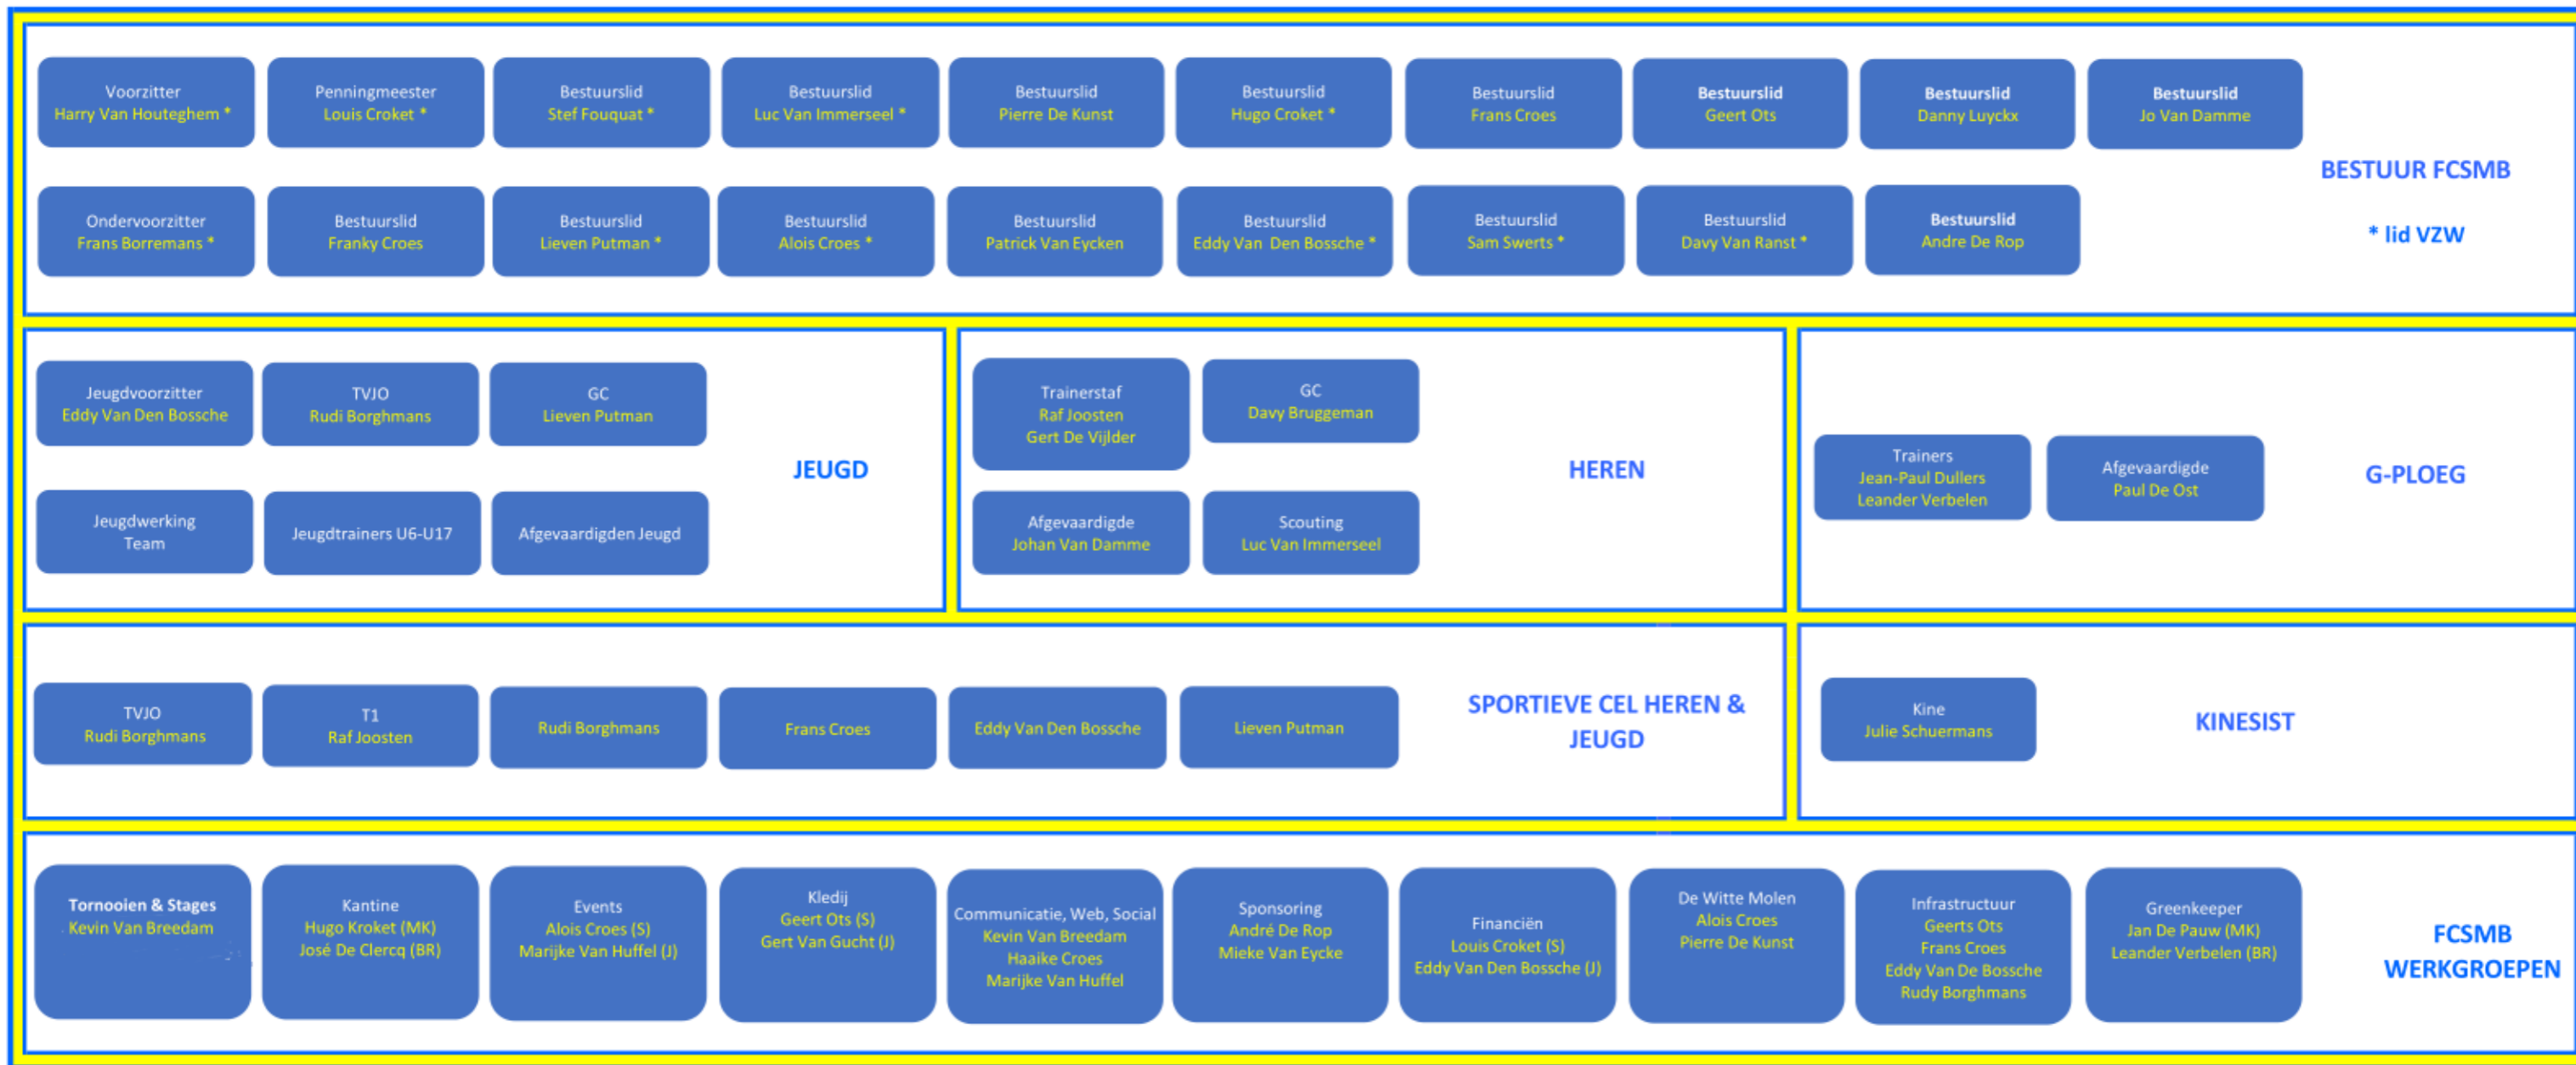 Voorzitter
Harry Van Houteghem *
Penningmeester
Louis Croket *
Bestuurslid
Stef Fouquat *
Bestuurslid
Luc Van Immerseel *
Bestuurslid
Pierre De Kunst
Bestuurslid
Hugo Croket *
Bestuurslid
Frans Croes
Bestuurslid
Geert Ots
Bestuurslid
Danny Luyckx
Bestuurslid
Jo Van Damme
Ondervoorzitter
Frans Borremans *
Bestuurslid
Franky Croes
Bestuurslid
Lieven Putman *
Bestuurslid
Alois Croes *
Bestuurslid
Patrick Van Eycken
Bestuurslid
Eddy Van Den Bossche *
Bestuurslid
Sam Swerts *
Bestuurslid
Davy Van Ranst *
Bestuurslid
Andre De Rop
BESTUUR FCSMB
* lid VZW
Jeugdvoorzitter
Eddy Van Den Bossche
TVJO
Rudi Borghmans
GC
Lieven Putman
Jeugdwerking
Team
Jeugdtrainers U6-U17
Afgevaardigden Jeugd
JEUGD
Trainerstaf
Raf Joosten
Gert De Vijlder
GC
Davy Bruggeman
Afgevaardigde
Johan Van Damme
Scouting
Luc Van Immerseel
HEREN
Trainers
Jean-Paul Dullers
Leander Verbelen
Afgevaardigde
Paul De Ost
G-PLOEG
TVJO
Rudi Borghmans
T1
Raf Joosten
Rudi Borghmans
Frans Croes
Eddy Van Den Bossche
Lieven Putman
SPORTIEVE CEL HEREN &
JEUGD
Kine
Julie Schuermans
KINESIST
Tornooien & Stages
Kevin Van Breedam
Kantine
Hugo Kroket (MK)
José De Clercq (BR)
Events
Alois Croes (S)
Marijke Van Huffel (J)
Kledij
Geert Ots (S)
Gert Van Gucht (J)
Communicatie, Web, Social
Kevin Van Breedam
Haaike Croes
Marijke Van Huffel
Sponsoring
André De Rop
Mieke Van Eycke
Financiën
Louis Croket (S)
Eddy Van Den Bossche (J)
De Witte Molen
Alois Croes
Pierre De Kunst
Infrastructuur
Geerts Ots
Frans Croes
Eddy Van De Bossche
Rudy Borghmans
Greenkeeper
Jan De Pauw (MK)
Leander Verbelen (BR)
FCSMB
WERKGROEPEN